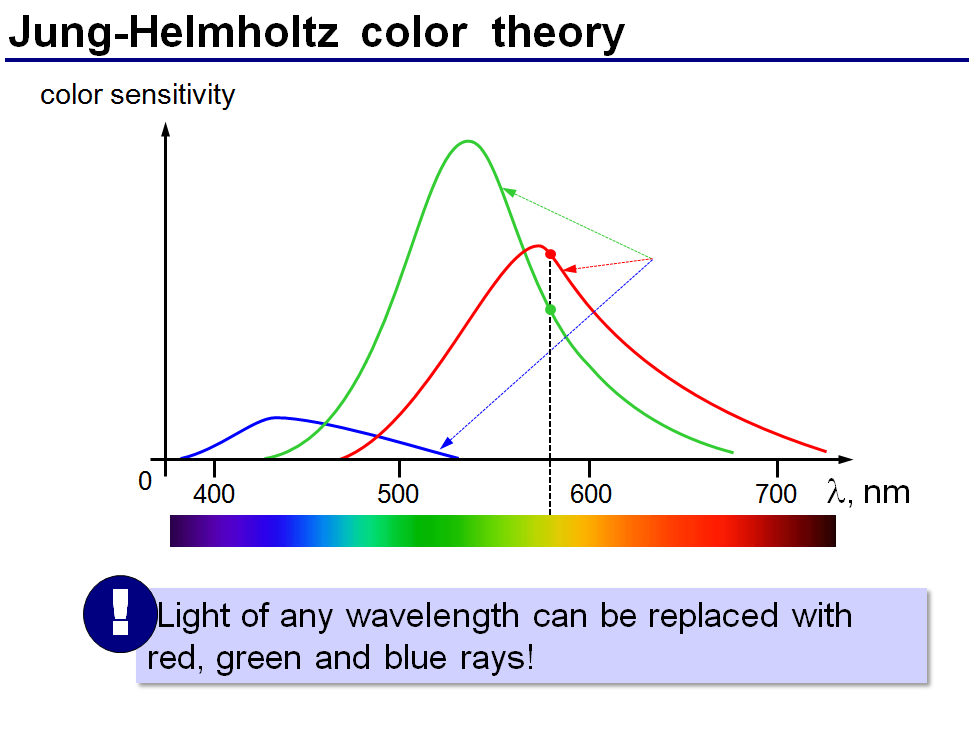 Jung-Helmholtz color theory
color sensitivity
0
400 500 600 700 λ, nm
!
Light of any wavelength can be replaced with
red, green and blue rays!